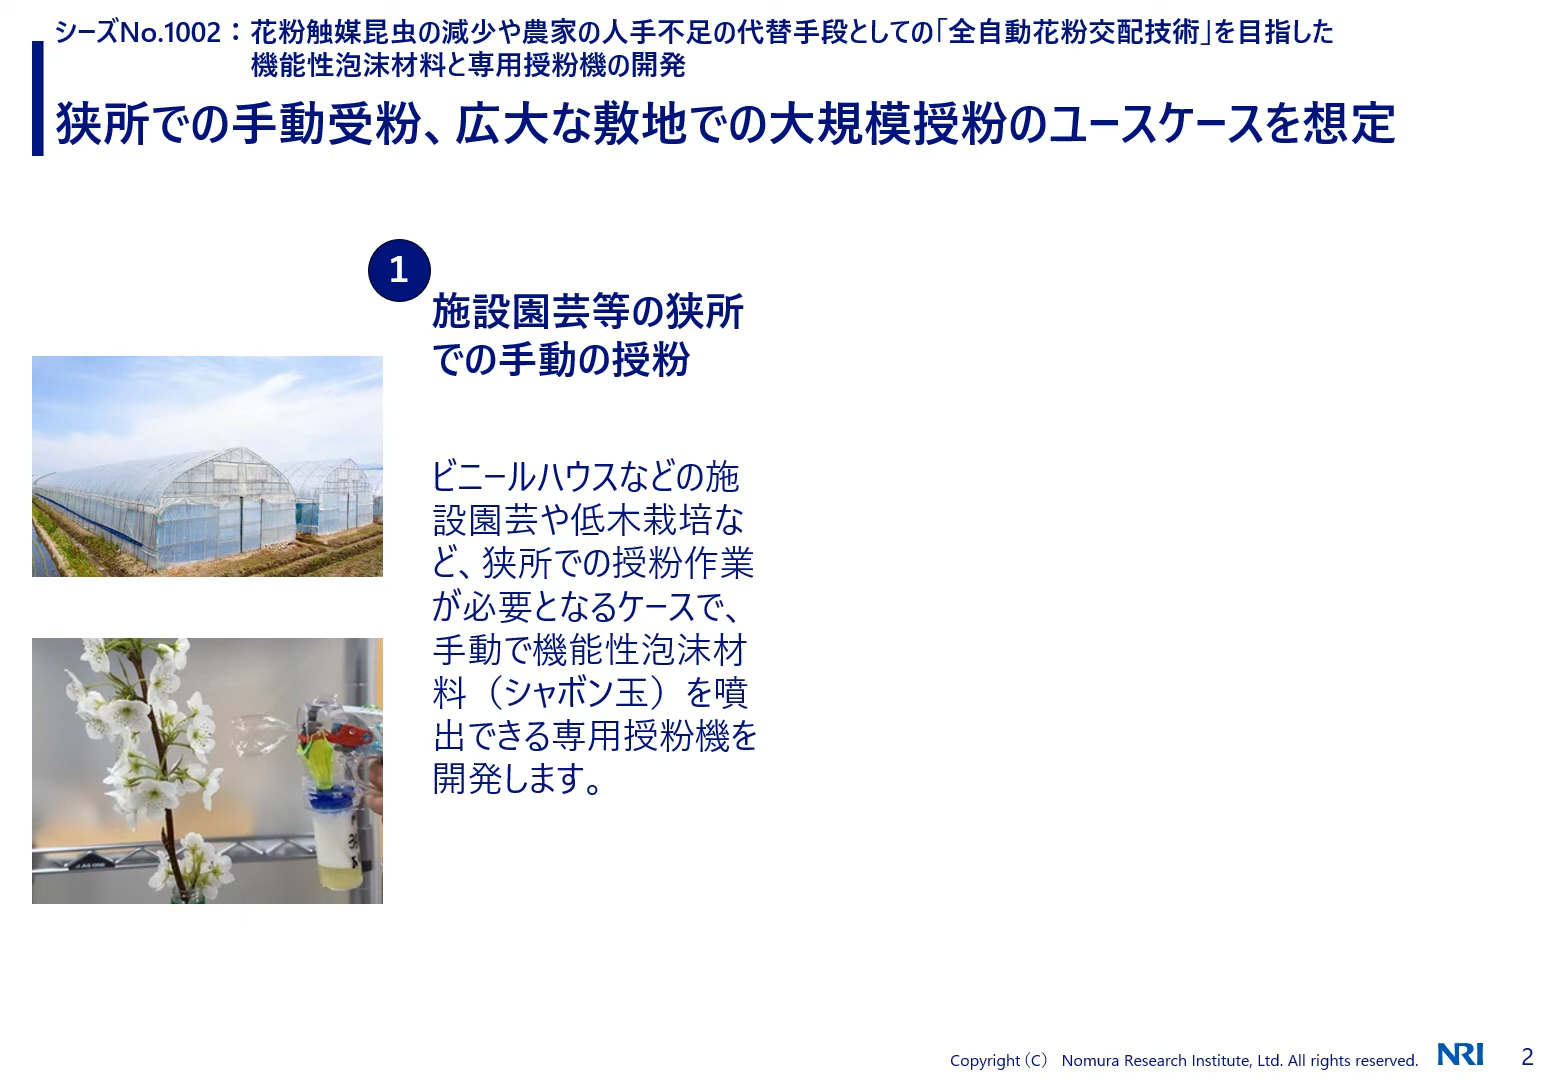 シーズNo.1002：花粉触媒昆虫の減少や農家の人手不足の代替手段としての「全自動花粉交配技術」を目指した
機能性泡沫材料と専用授粉機の開発
狭所での手動受粉、広大な敷地での大規模授粉のユースケースを想定
1
施設園芸等の狭所
での手動の授粉
ビニールハウスなどの施
設園芸や低木栽培な
ど、狭所での授粉作業
が必要となるケースで、
手動で機能性泡沫材
料（シャボン玉）を噴
出できる専用授粉機を
開発します。
Copyright（C） Nomura Research Institute, Ltd. All rights reserved.
NRI
2